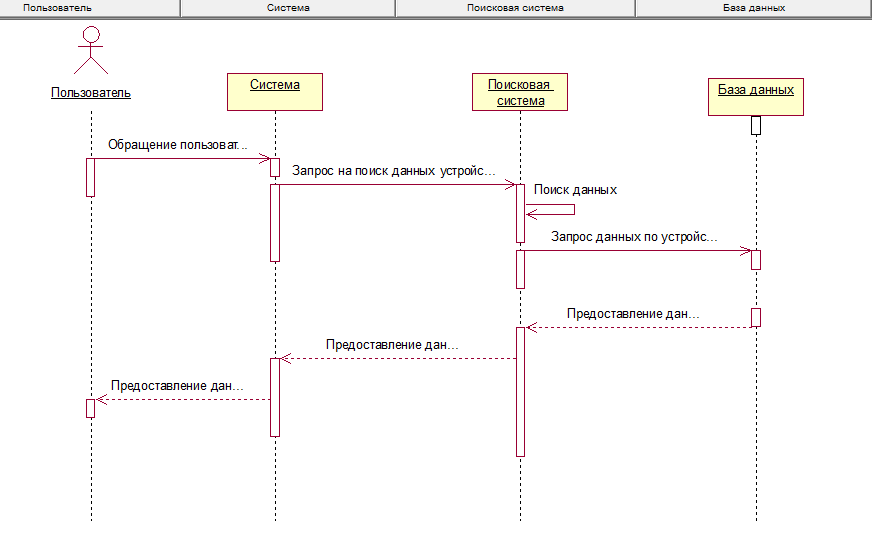 Пользователь
Система
Поисковая система
База данных
Пользователь
Система
Поисковая
система
База данных
Обращение пользоват...
Запрос на поиск данных устройс...
Поиск данных
Запрос данных по устройс...
Предоставление дан...
Предоставление дан...
Предоставление дан...